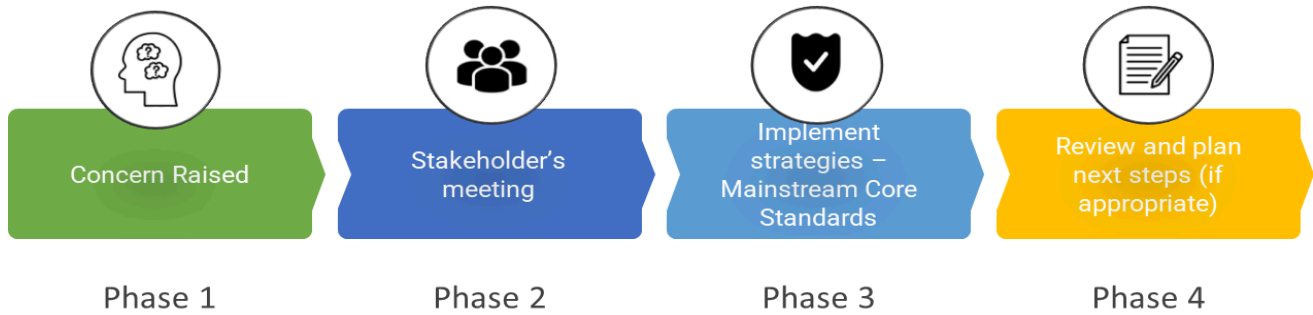 Concern Raised
Stakeholder’s
meeting
Implement
strategies –
Mainstream Core
Standards
Review and plan
next steps (if
appropriate)
Phase 1
Phase 2
Phase 3
Phase 4